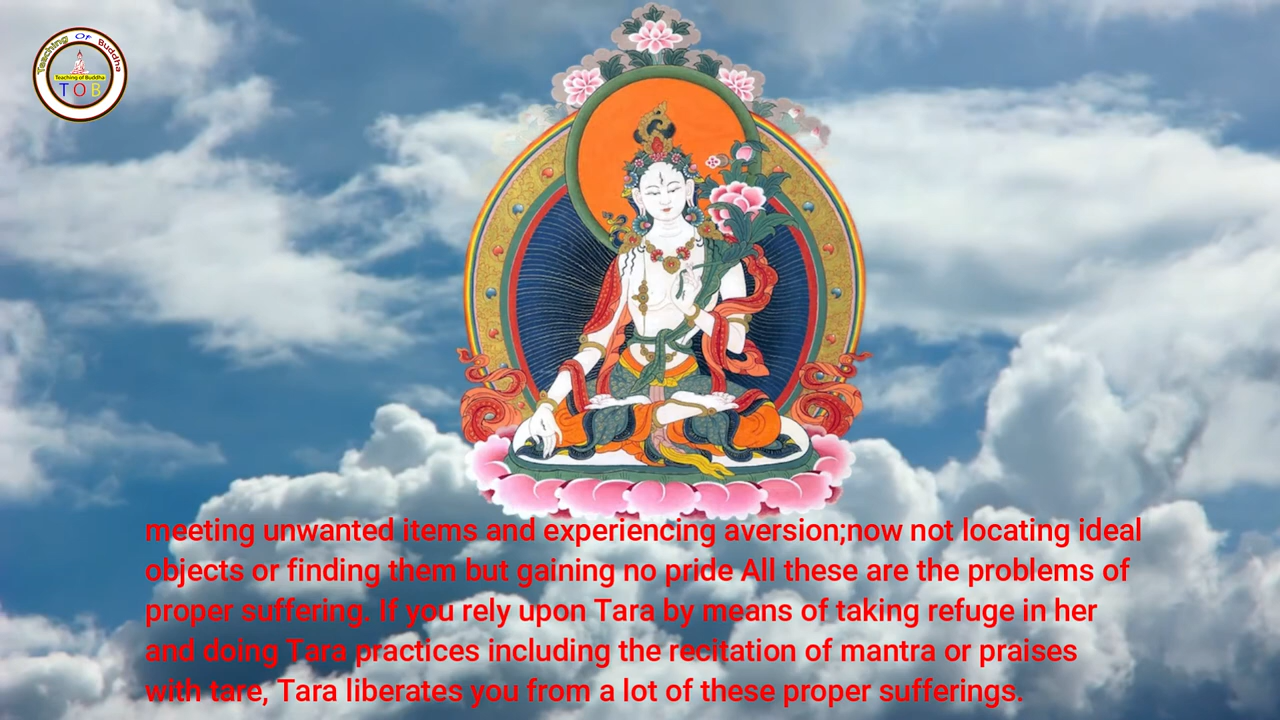 Teaching Of Buddha
Teaching of Buddha
T O B
meeting unwanted items and experiencing aversion;now not locating ideal
objects or finding them but gaining no pride All these are the problems of
proper suffering. If you rely upon Tara by means of taking refuge in her
and doing Tara practices including the recitation of mantra or praises
with tare, Tara liberates you from a lot of these proper sufferings.